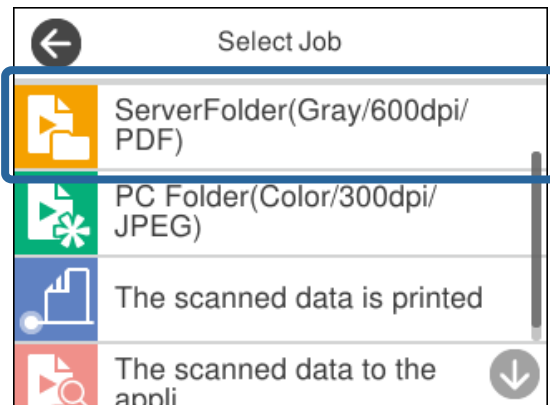 Select Job
ServerFolder(Gray/600dpi/
PDF)
PC Folder(Color/300dpi/
JPEG)
The scanned data is printed
The scanned data to the
appli